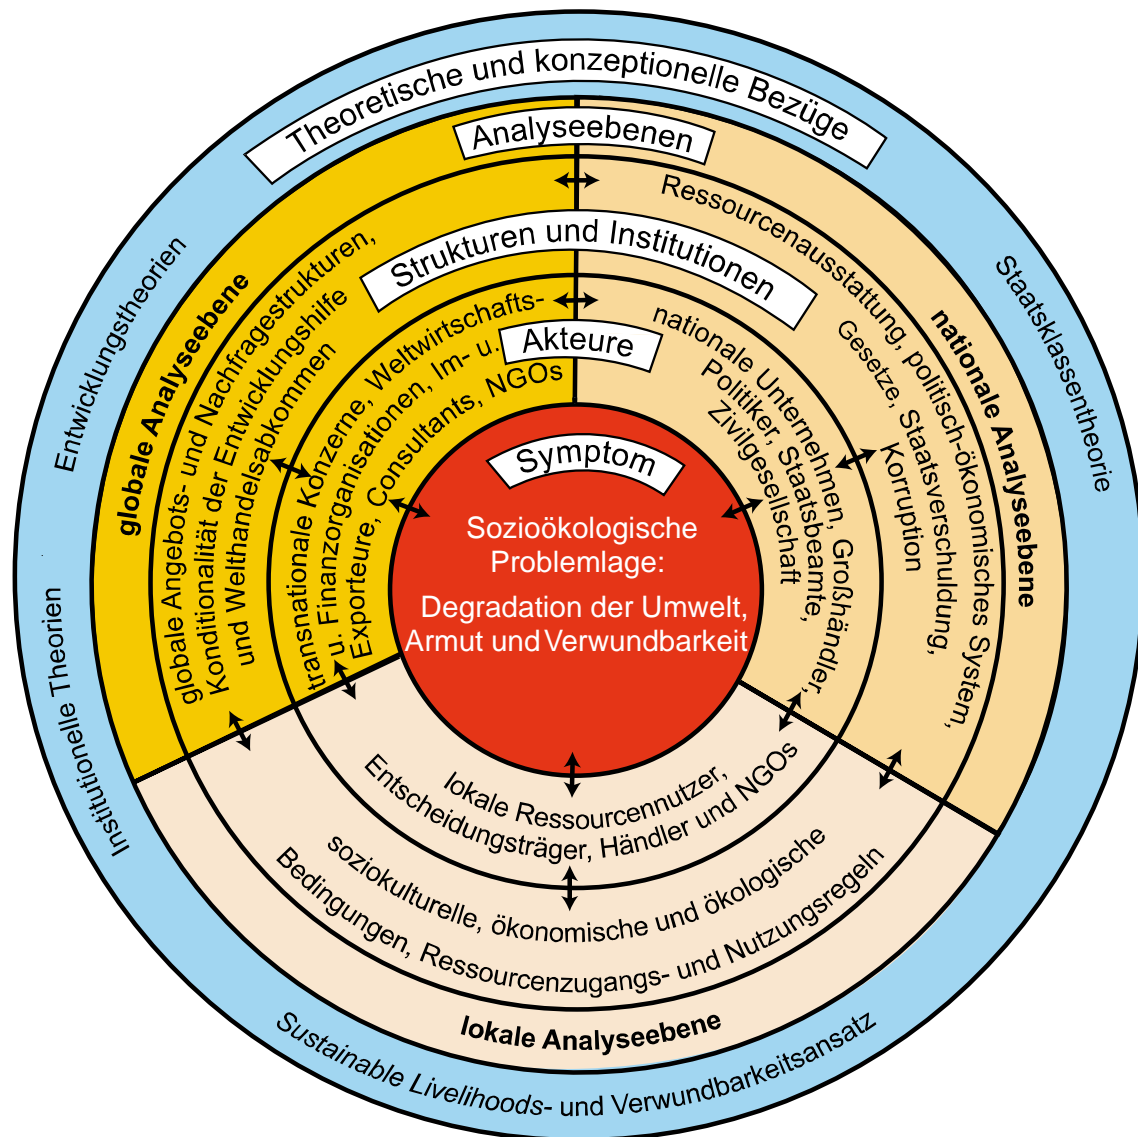 Theoretische und konzeptionelle Bezüge
Analyseebenen
Strukturen und Institutionen
Akteure
Symptom
Sozioökologische
Problemlage:
Degradation der Umwelt,
Armut und Verwundbarkeit
Entwicklungstheorien
Institutionelle Theorien
Staatsklassentheorie
Sustainable Livelihoods- und Verwundbarkeitsansatz
globale Analyseebene
globale Angebots- und Nachfragestrukturen,
Konditionalität der Entwicklungshilfe
und Welthandelsabkommen
transnationale Konzerne, Weltwirtschafts-
u. Finanzorganisationen, Im- u.
Exporteure, Consultants, NGOs
nationale Analyseebene
Ressourcenausstattung, politisch-ökonomisches System,
Gesetze, Staatsverschuldung,
Korruption
nationale Unternehmen, Großhändler,
Politiker, Staatsbeamte,
Zivilgesellschaft
lokale Ressourcennutzer,
Entscheidungsträger, Händler und NGOs
soziokulturelle, ökonomische und ökologische
Bedingungen, Ressourcenzugangs- und Nutzungsregeln
lokale Analyseebene